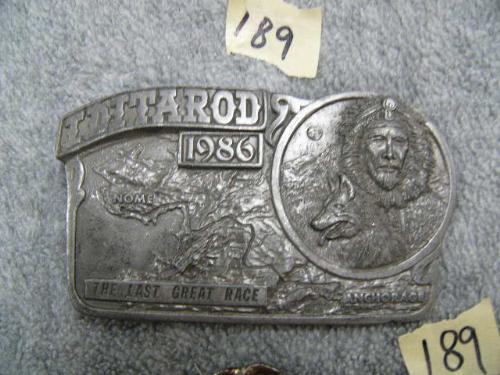 189
IDITAROD
1986
NOME
THE LAST GREAT RACE
ANCHORAGE
189